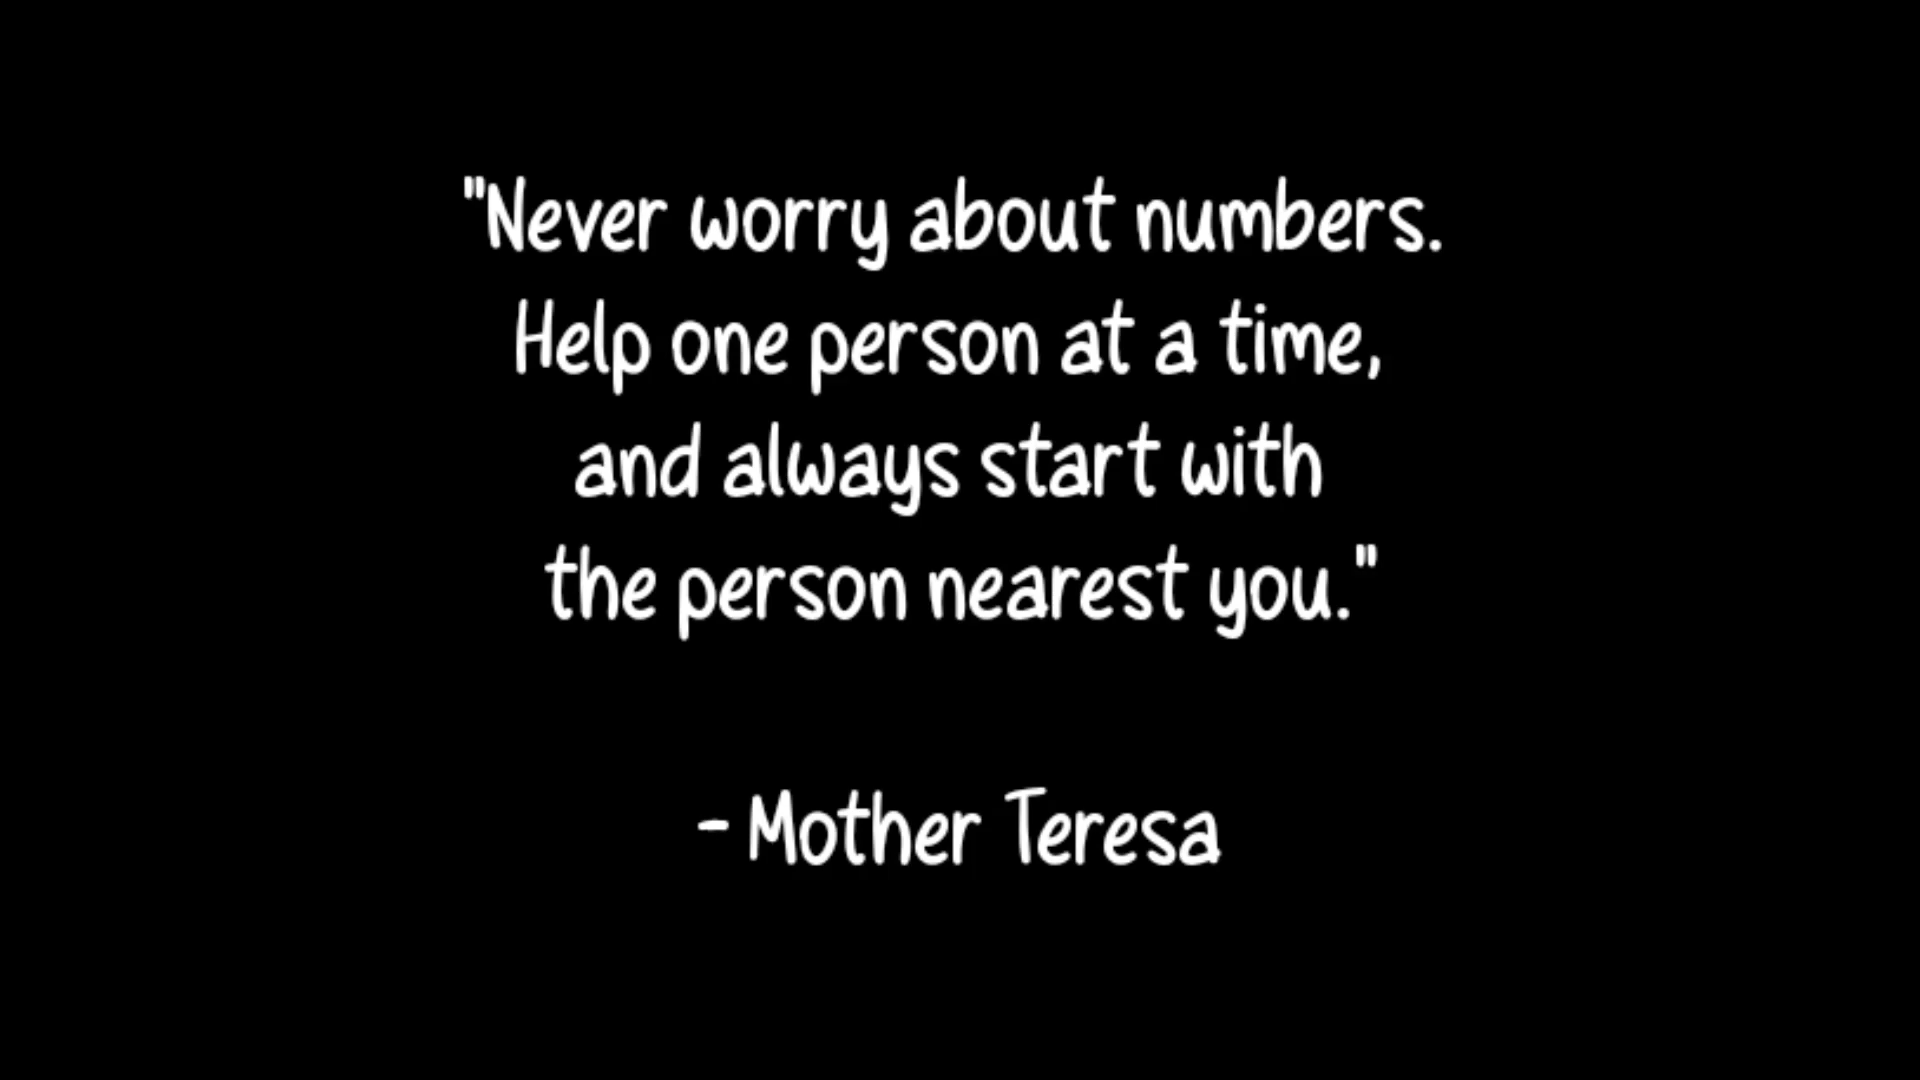 "Never worry about numbers.
Help one person at a time,
and always start with
the person nearest you."
- Mother Teresa